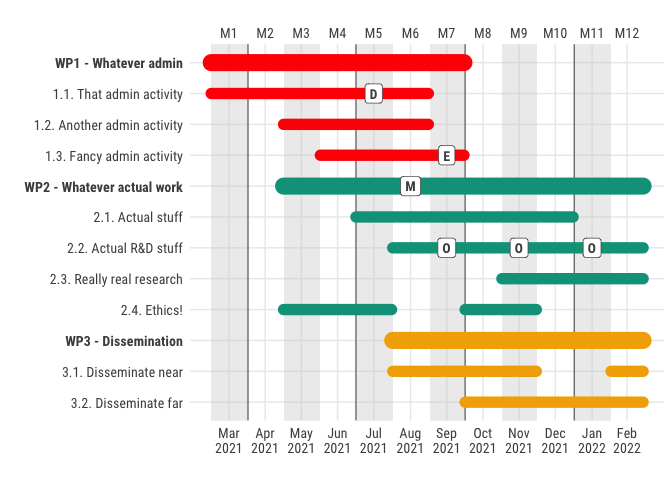 M1 M2 M3 M4 M5 M6 M7 M8 M9 M10 M11 M12
WP1 - Whatever admin
1.1. That admin activity D
1.2. Another admin activity
1.3. Fancy admin activity E
WP2 - Whatever actual work M
2.1. Actual stuff
2.2. Actual R&D stuff O O O
2.3. Really real research
2.4. Ethics!
WP3 - Dissemination
3.1. Disseminate near
3.2. Disseminate far
Mar Apr May Jun Jul Aug Sep Oct Nov Dec Jan Feb
2021 2021 2021 2021 2021 2021 2021 2021 2021 2021 2022 2022